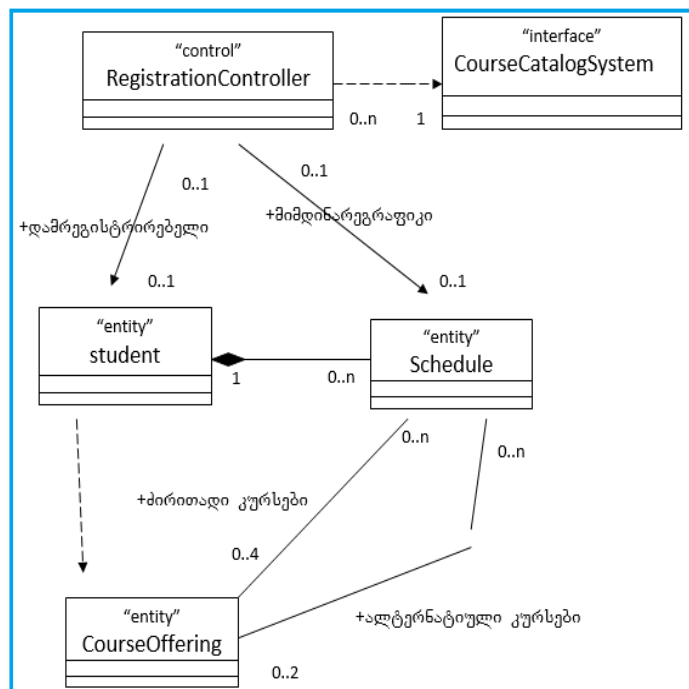 “control”
RegistrationController
“interface”
CourseCatalogSystem
0..n
1
0..1
0..1
+დამრეგისტრირებელი
+მიმდინარეგრაფიკი
0..1
0..1
“entity”
student
“entity”
Schedule
1
0..n
0..n
0..n
+ძირითადი კურსები
0..4
“entity”
CourseOffering
+ალტერნატიული კურსები
0..2